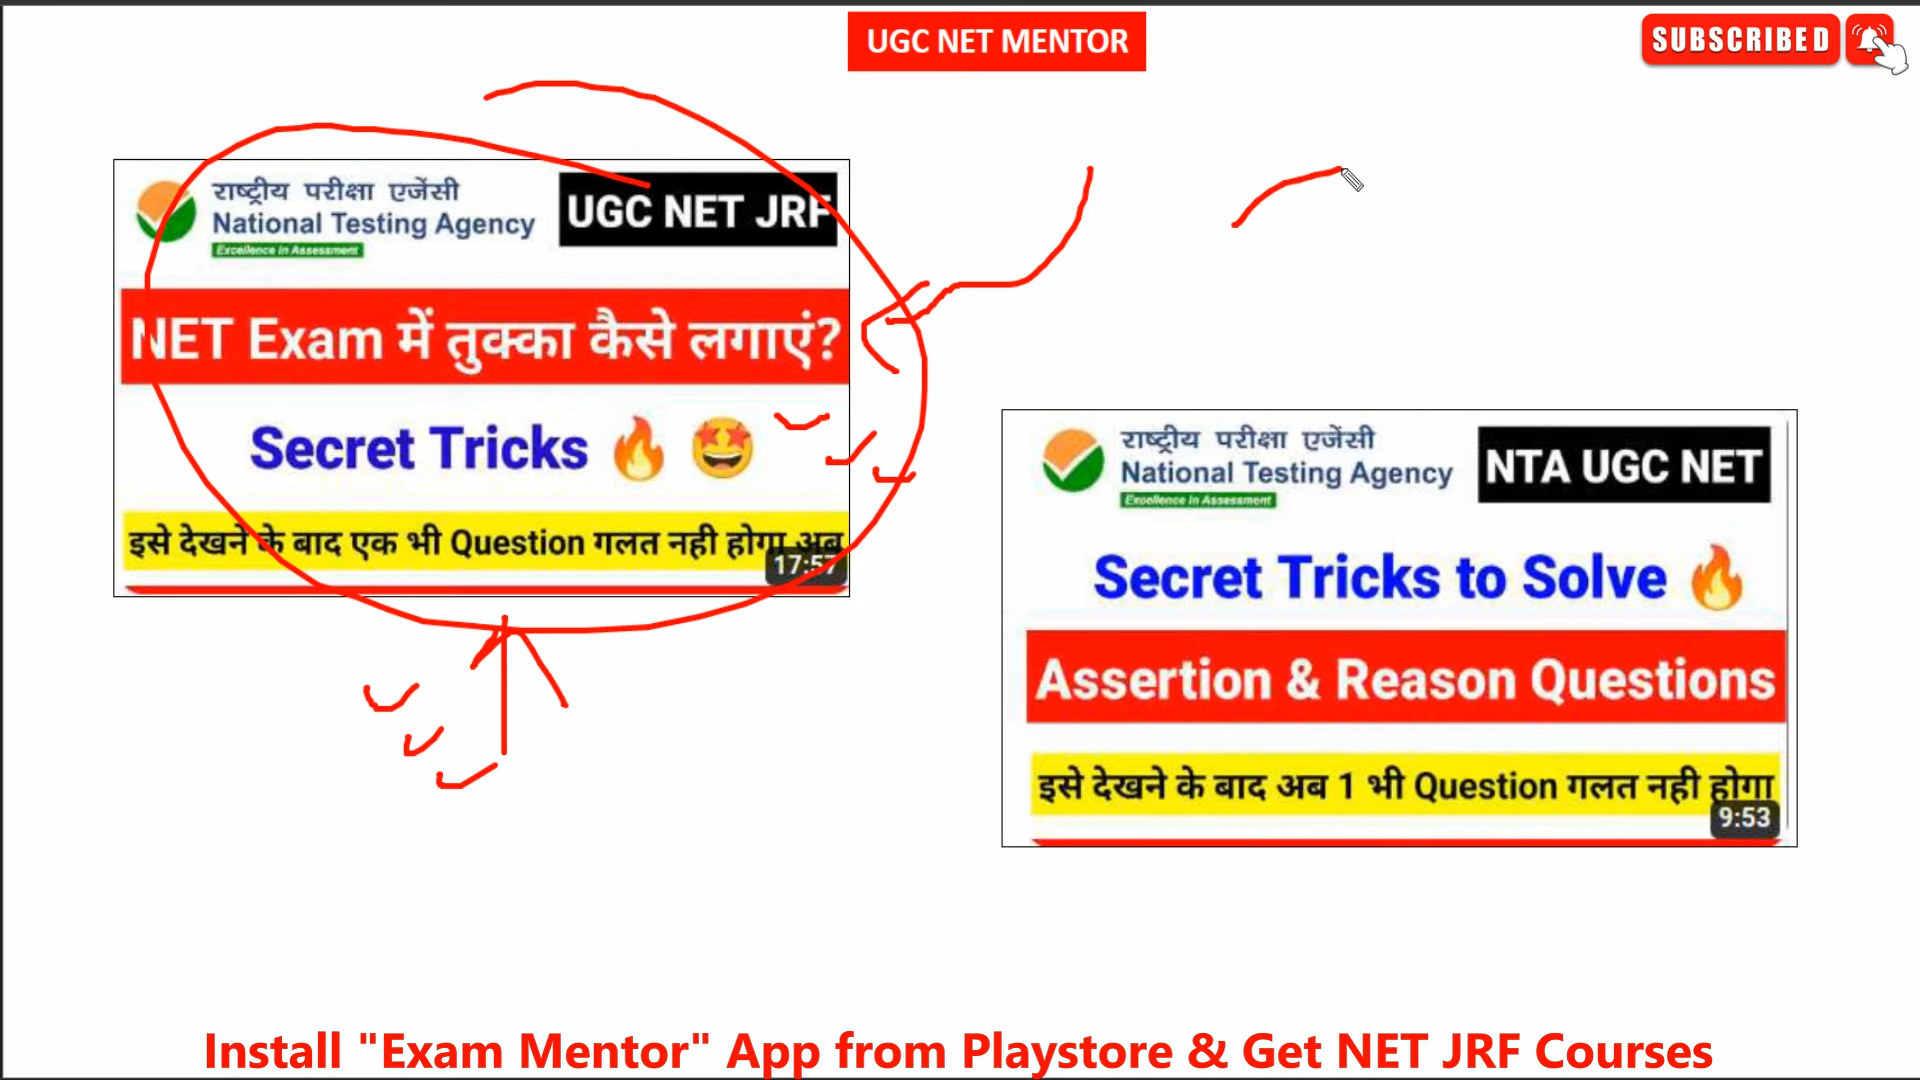 UGC NET MENTOR
SUBSCRIBED
राष्ट्रीय परीक्षा एजेंसी
National Testing Agency
Excellence in Assessment
UGC NET JRF
NET Exam में तुक्का कैसे लगाएं?
Secret Tricks
इसे देखने के बाद एक भी Question गलत नही होगा अब
17:57
राष्ट्रीय परीक्षा एजेंसी
National Testing Agency
Excellence in Assessment
NTA UGC NET
Secret Tricks to Solve
Assertion & Reason Questions
इसे देखने के बाद अब 1 भी Question गलत नही होगा
9:53
Install "Exam Mentor" App from Playstore & Get NET JRF Courses